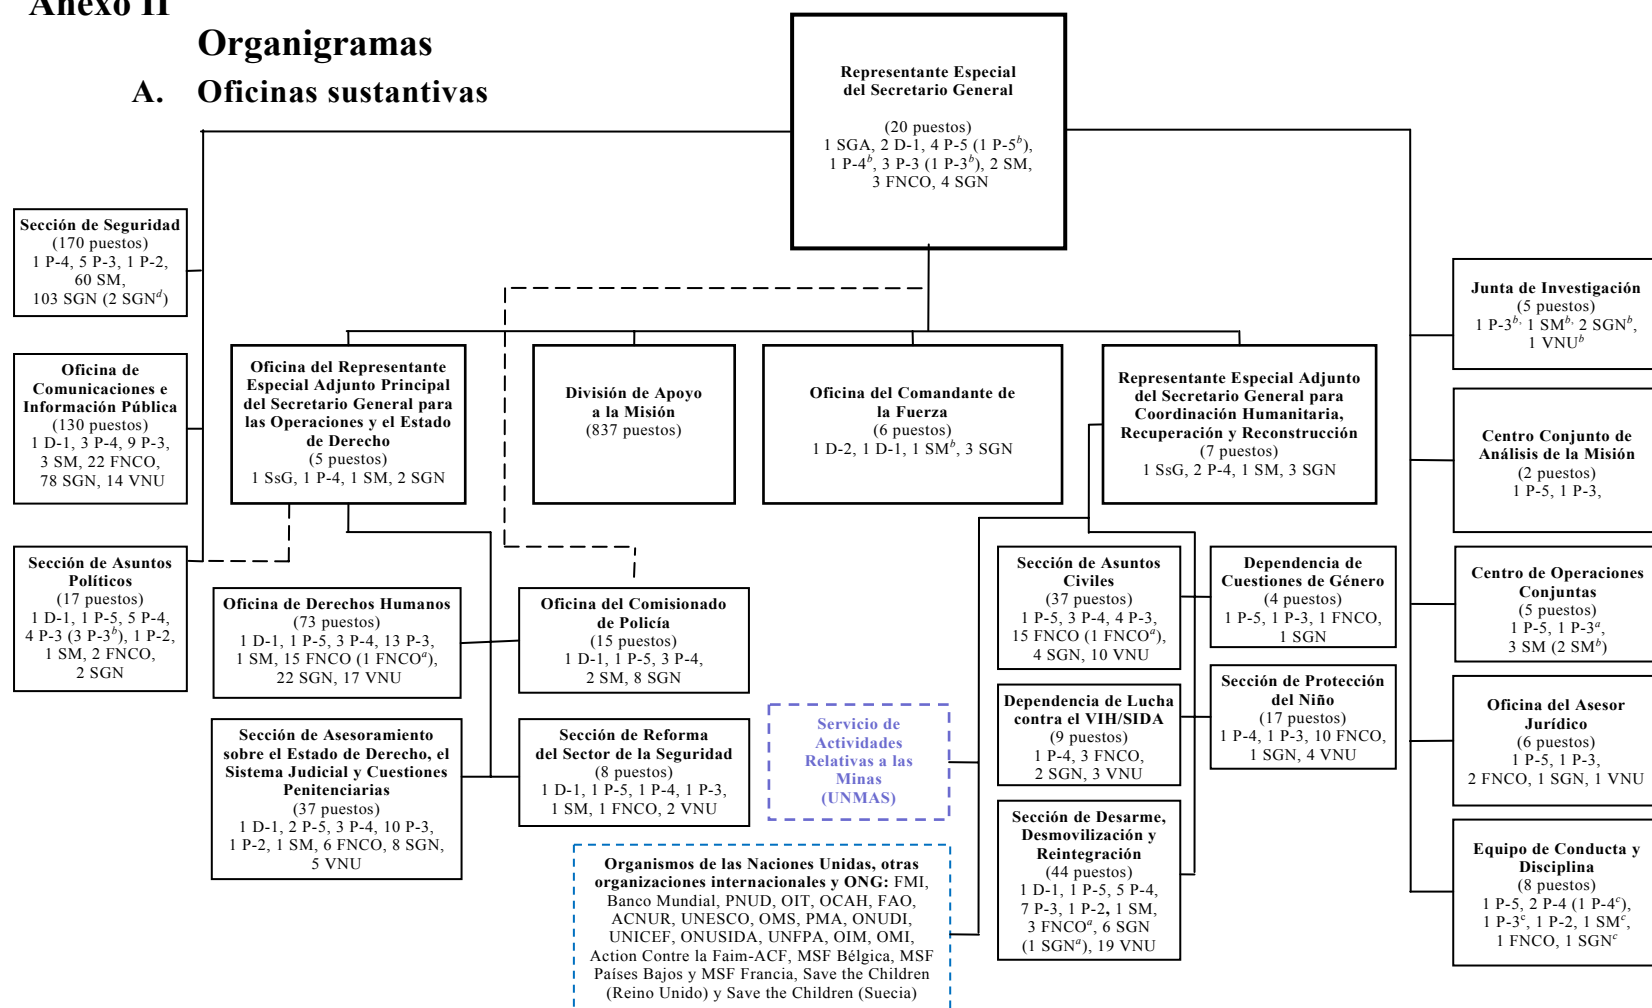 Anexo II
Organigramas
A. Oficinas sustantivas
Representante Especial
del Secretario General
(20 puestos)
1 SGA, 2 D-1, 4 P-5 (1 P-5b),
1 P-4b, 3 P-3 (1 P-3b), 2 SM,
3 FNCO, 4 SGN
Sección de Seguridad
(170 puestos)
1 P-4, 5 P-3, 1 P-2,
60 SM,
103 SGN (2 SGNd)
Oficina de
Comunicaciones e
Información Pública
(130 puestos)
1 D-1, 3 P-4, 9 P-3,
3 SM, 22 FNCO,
78 SGN, 14 VNU
Sección de Asuntos
Políticos
(17 puestos)
1 D-1, 1 P-5, 5 P-4,
4 P-3 (3 P-3b), 1 P-2,
1 SM, 2 FNCO,
2 SGN
Oficina del Representante
Especial Adjunto Principal
del Secretario General para
las Operaciones y el Estado
de Derecho
(5 puestos)
1 SsG, 1 P-4, 1 SM, 2 SGN
División de Apoyo
a la Misión
(837 puestos)
Oficina del Comandante de
la Fuerza
(6 puestos)
1 D-2, 1 D-1, 1 SMb, 3 SGN
Representante Especial Adjunto
del Secretario General para
Coordinación Humanitaria,
Recuperación y Reconstrucción
(7 puestos)
1 SsG, 2 P-4, 1 SM, 3 SGN
Oficina de Derechos Humanos
(73 puestos)
1 D-1, 1 P-5, 3 P-4, 13 P-3,
1 SM, 15 FNCO (1 FNCOa),
22 SGN, 17 VNU
Oficina del Comisionado
de Policía
(15 puestos)
1 D-1, 1 P-5, 3 P-4,
2 SM, 8 SGN
Sección de Asesoramiento
sobre el Estado de Derecho, el
Sistema Judicial y Cuestiones
Penitenciarias
(37 puestos)
1 D-1, 2 P-5, 3 P-4, 10 P-3,
1 P-2, 1 SM, 6 FNCO, 8 SGN,
5 VNU
Sección de Reforma
del Sector de la Seguridad
(8 puestos)
1 D-1, 1 P-5, 1 P-4, 1 P-3,
1 SM, 1 FNCO, 2 VNU
Servicio de
Actividades
Relativas a las
Minas
(UNMAS)
Organismos de las Naciones Unidas, otras
organizaciones internacionales y ONG: FMI,
Banco Mundial, PNUD, OIT, OCAH, FAO,
ACNUR, UNESCO, OMS, PMA, ONUDI,
UNICEF, ONUSIDA, UNFPA, OIM, OMI,
Action Contre la Faim-ACF, MSF Bélgica, MSF
Países Bajos y MSF Francia, Save the Children
(Reino Unido) y Save the Children (Suecia)
Sección de Asuntos
Civiles
(37 puestos)
1 P-5, 3 P-4, 4 P-3,
15 FNCO (1 FNCOa),
4 SGN, 10 VNU
Dependencia de Lucha
contra el VIH/SIDA
(9 puestos)
1 P-4, 3 FNCO,
2 SGN, 3 VNU
Sección de Desarme,
Desmovilización y
Reintegración
(44 puestos)
1 D-1, 1 P-5, 5 P-4,
7 P-3, 1 P-2, 1 SM,
3 FNCOa, 6 SGN
(1 SGNa), 19 VNU
Dependencia de
Cuestiones de Género
(4 puestos)
1 P-5, 1 P-3, 1 FNCO,
1 SGN
Sección de Protección
del Niño
(17 puestos)
1 P-4, 1 P-3, 10 FNCO,
1 SGN, 4 VNU
Junta de Investigación
(5 puestos)
1 P-3b, 1 SMb, 2 SGNb,
1 VNUb
Centro Conjunto de
Análisis de la Misión
(2 puestos)
1 P-5, 1 P-3,
Centro de Operaciones
Conjuntas
(5 puestos)
1 P-5, 1 P-3a,
3 SM (2 SMb)
Oficina del Asesor
Jurídico
(6 puestos)
1 P-5, 1 P-3,
2 FNCO, 1 SGN, 1 VNU
Equipo de Conducta y
Disciplina
(8 puestos)
1 P-5, 2 P-4 (1 P-4c),
1 P-3c, 1 P-2, 1 SMc,
1 FNCO, 1 SGNc